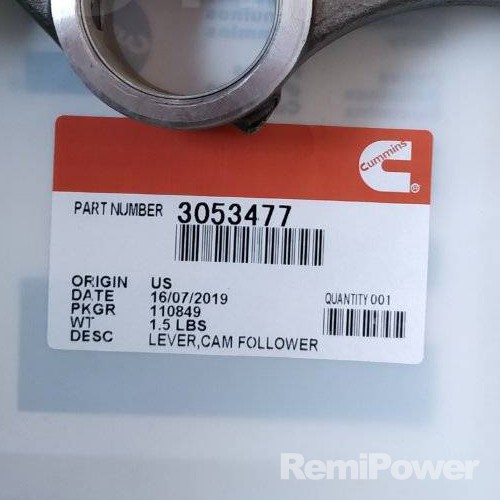 Cummins
Cummins
®
PART NUMBER 3053477
ORIGIN US
DATE 16/07/2019
PKGR 110849
WT 1.5 LBS
DESC LEVER,CAM FOLLOWER
QUANTITY 001
RemiPower